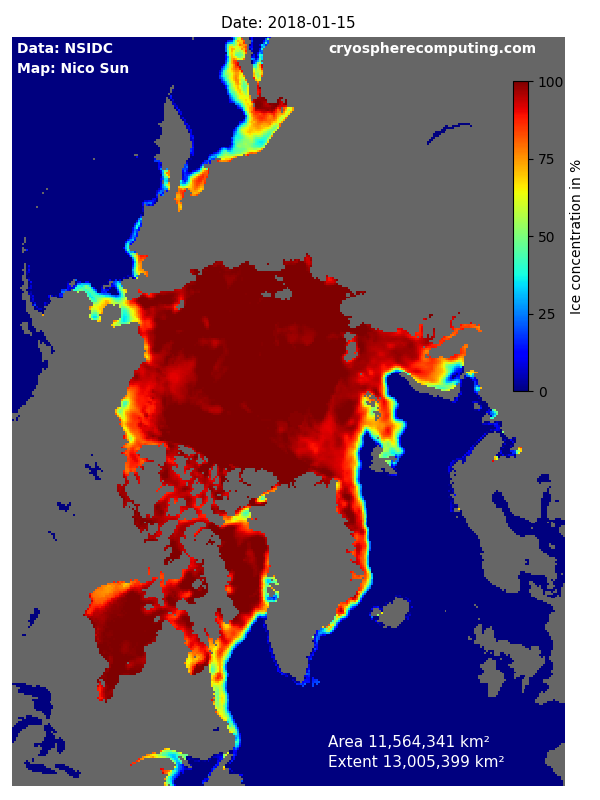 Date: 2018-01-15
Data: NSIDC
Map: Nico Sun
cryospherecomputing.com
100
75
50
25
0
Ice concentration in %
Area 11,564,341 km²
Extent 13,005,399 km²